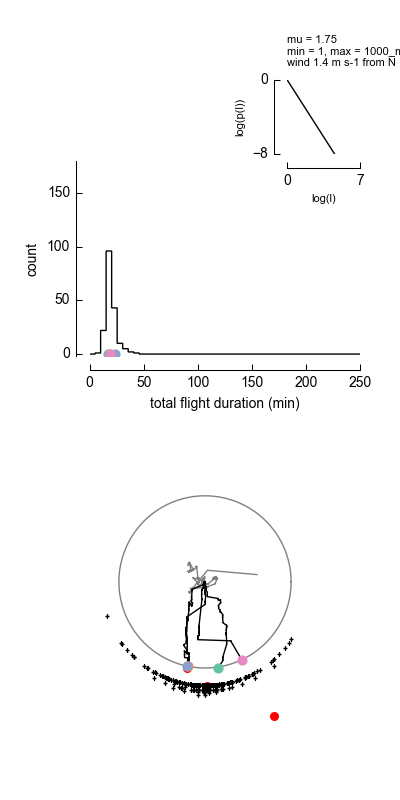 mu = 1.75
min = 1, max = 1000_m
wind 1.4 m s-1 from N
0
log(p(l))
−8
0
7
log(l)
150
100
50
0
count
0
50
100
150
200
250
total flight duration (min)